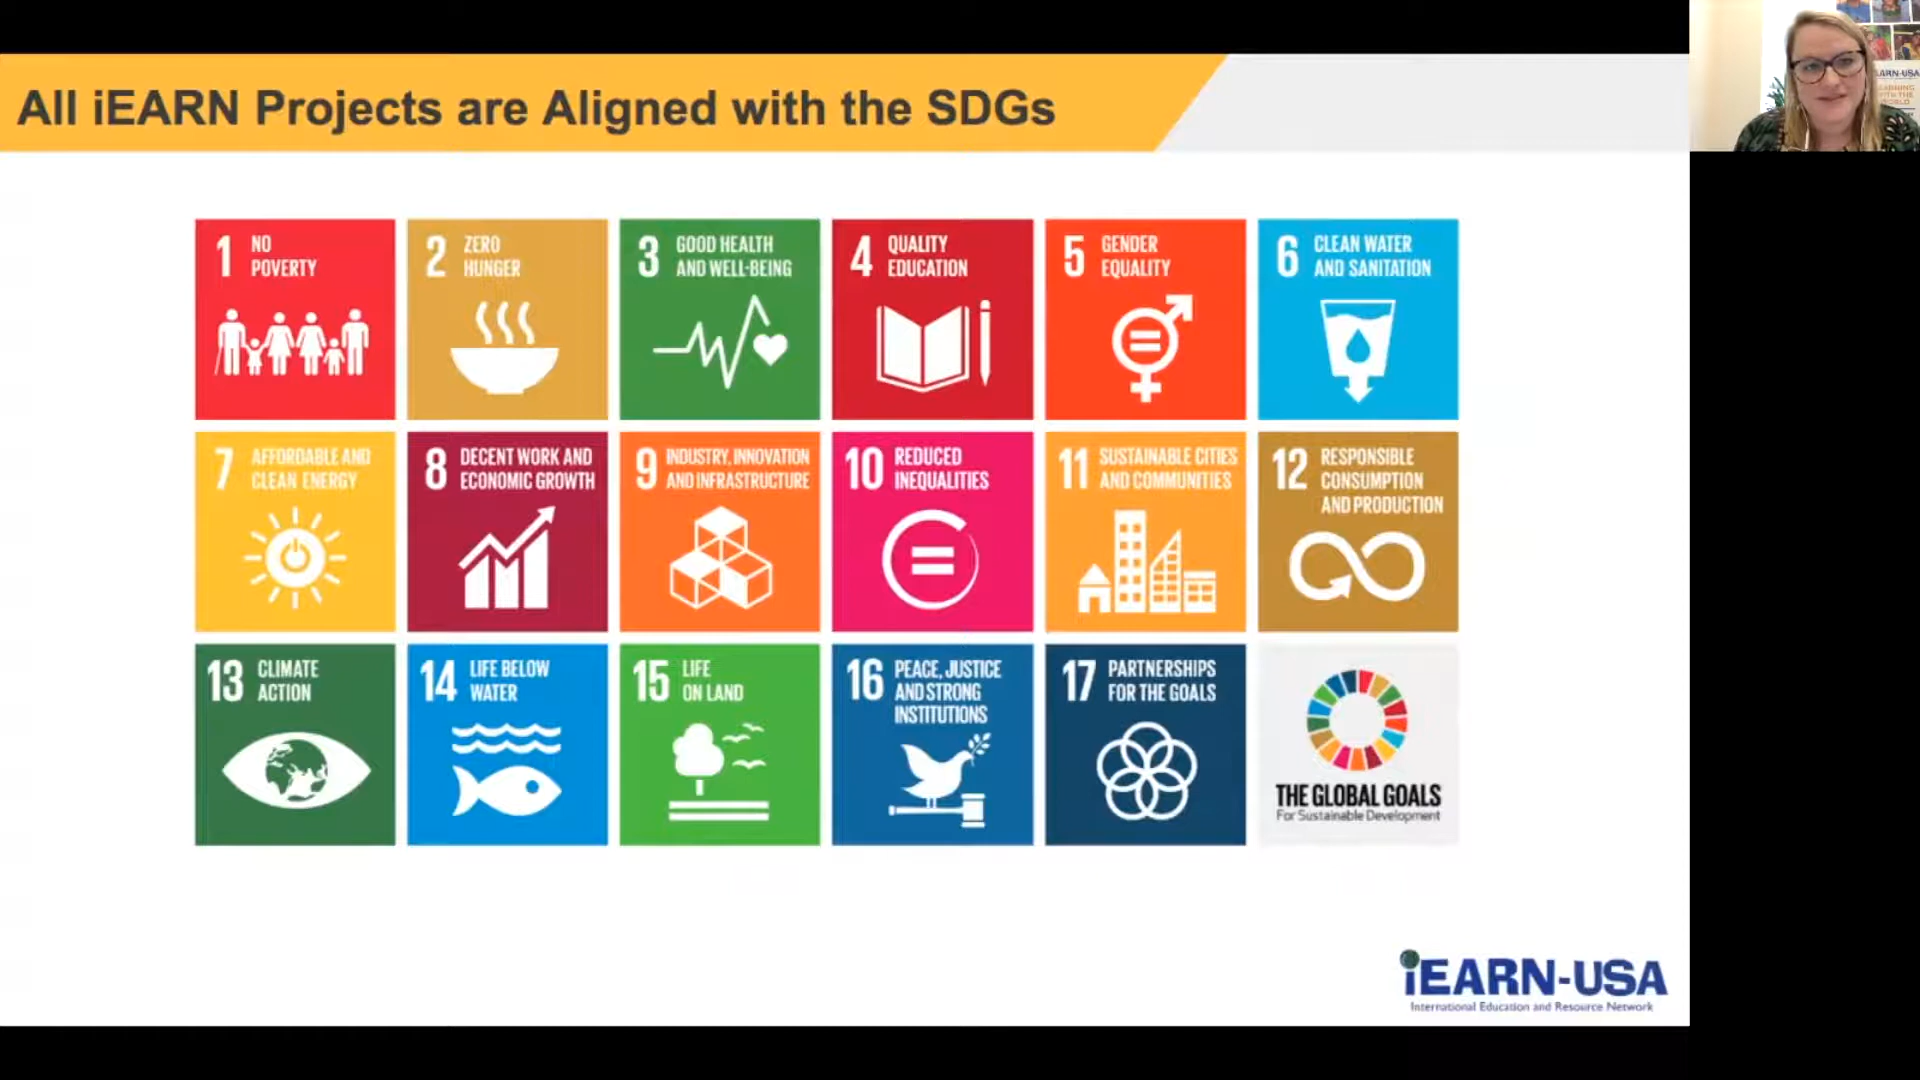 All iEARN Projects are Aligned with the SDGs
1 NO
POVERTY
2 ZERO
HUNGER
3 GOOD HEALTH
AND WELL-BEING
4 QUALITY
EDUCATION
5 GENDER
EQUALITY
6 CLEAN WATER
AND SANITATION
7 AFFORDABLE AND
CLEAN ENERGY
8 DECENT WORK AND
ECONOMIC GROWTH
9 INDUSTRY, INNOVATION
AND INFRASTRUCTURE
10 REDUCED
INEQUALITIES
11 SUSTAINABLE CITIES
AND COMMUNITIES
12 RESPONSIBLE
CONSUMPTION
AND PRODUCTION
13 CLIMATE
ACTION
14 LIFE BELOW
WATER
15 LIFE
ON LAND
16 PEACE, JUSTICE
AND STRONG
INSTITUTIONS
17 PARTNERSHIPS
FOR THE GOALS
THE GLOBAL GOALS
For Sustainable Development
iEARN-USA
International Education and Resource Network